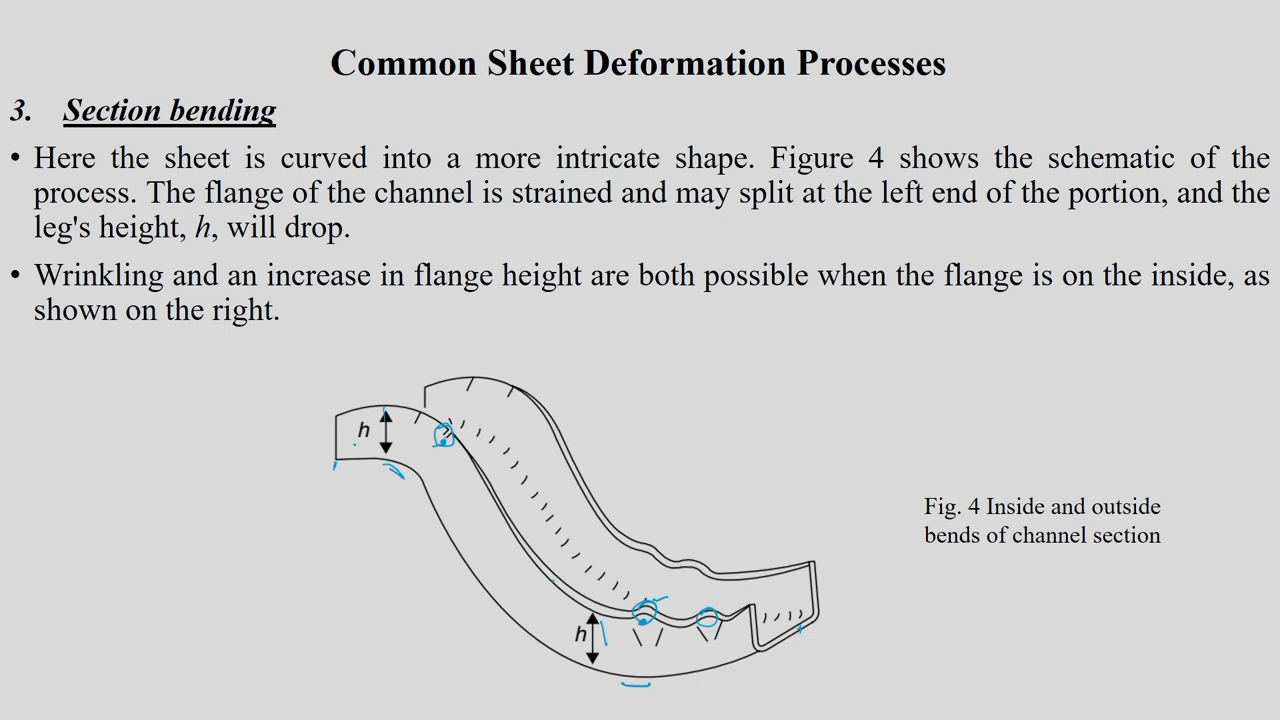 Common Sheet Deformation Processes
3. Section bending
• Here the sheet is curved into a more intricate shape. Figure 4 shows the schematic of the
process. The flange of the channel is strained and may split at the left end of the portion, and the
leg's height, h, will drop.
• Wrinkling and an increase in flange height are both possible when the flange is on the inside, as
shown on the right.
h
h
Fig. 4 Inside and outside
bends of channel section